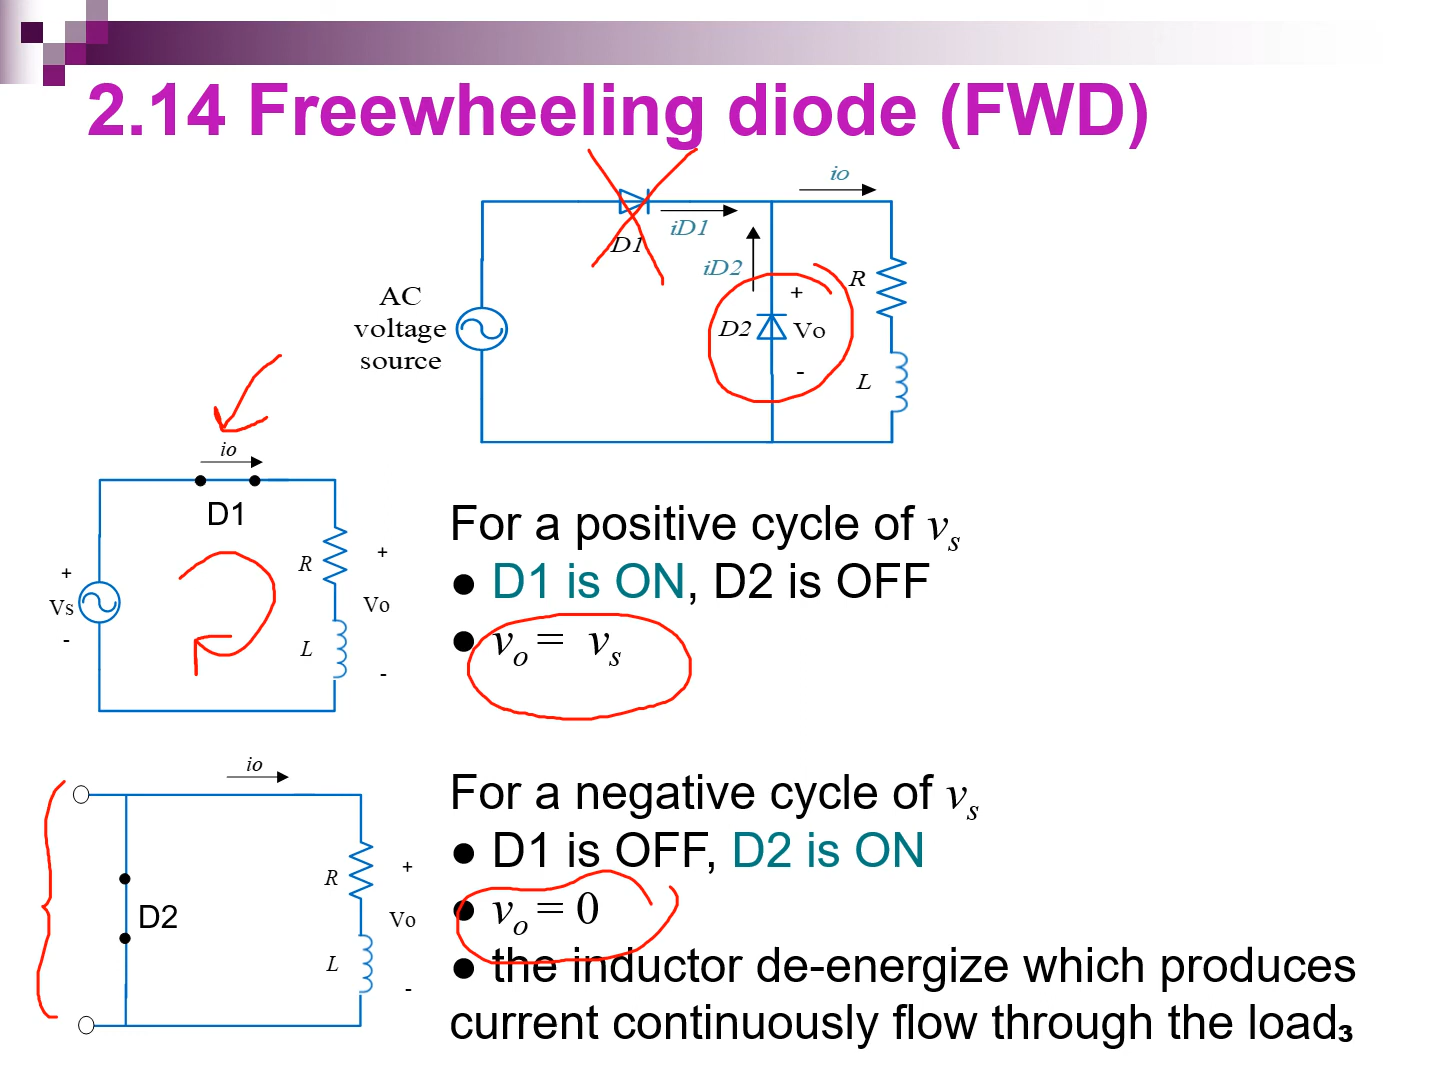 2.14 Freewheeling diode (FWD)
io
iD1
D1
iD2
AC
voltage
source
+
R
D2
Vo
-
L
io
D1
+
Vs
-
R
L
+
Vo
-
For a positive cycle of vs
● D1 is ON, D2 is OFF
● vo = vs
io
D2
R
L
+
Vo
-
For a negative cycle of vs
● D1 is OFF, D2 is ON
● vo = 0
● the inductor de-energize which produces
current continuously flow through the load
3